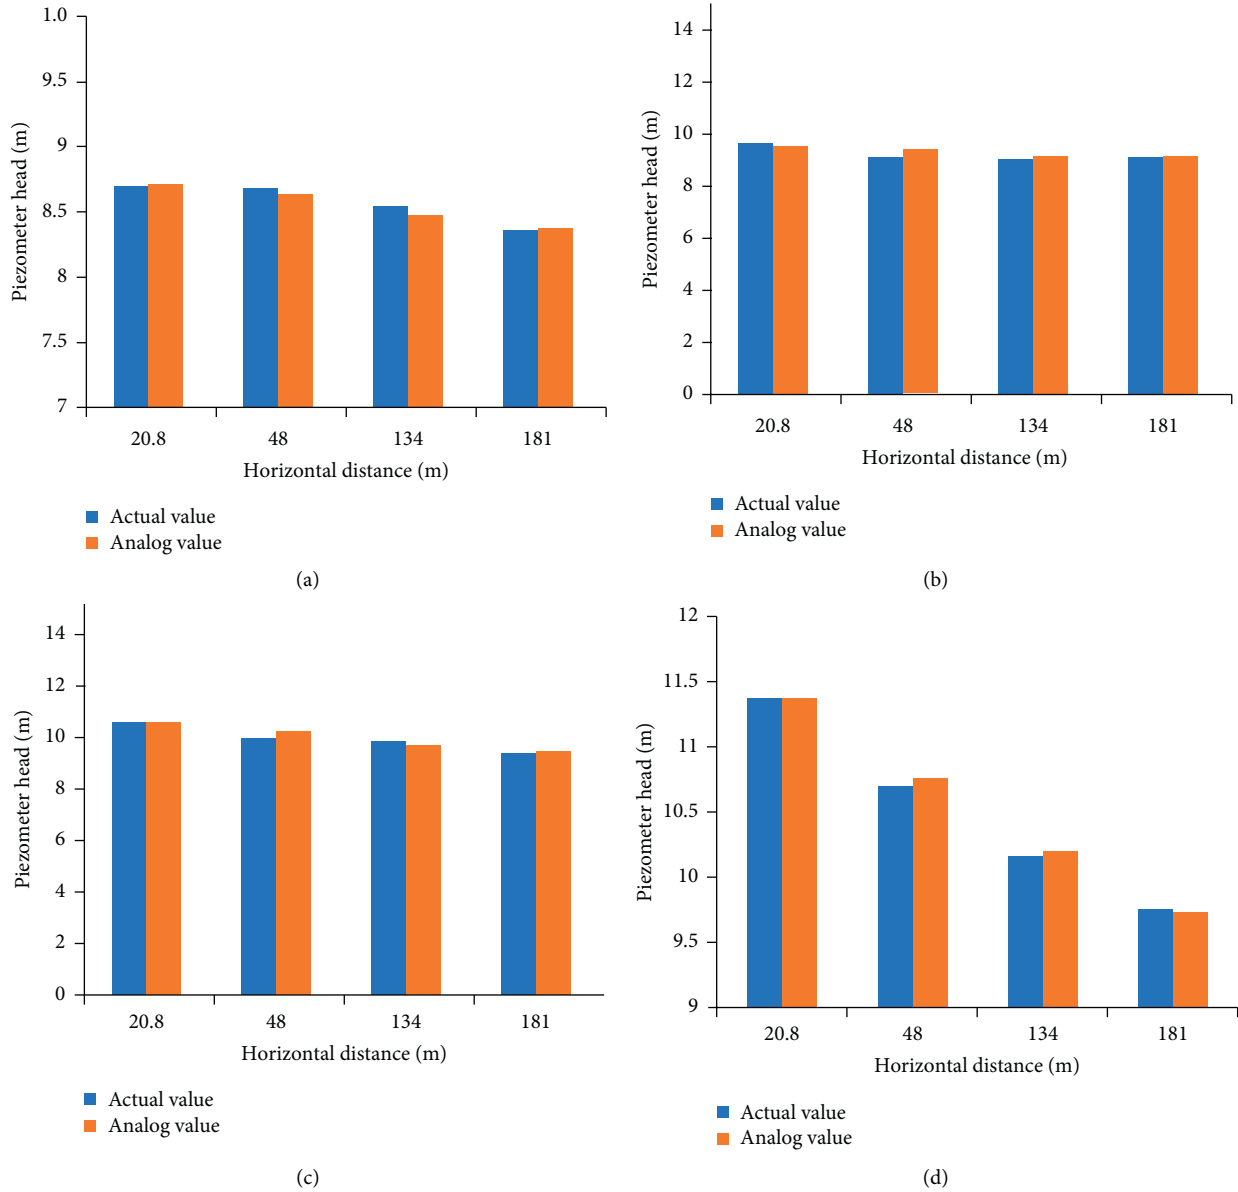 1.0
9.5
9
8.5
8
7.5
7
Piezometer head (m)
20.8 48 134 181
Horizontal distance (m)
Actual value
Analog value
(a)
14
12
10
8
6
4
2
0
Piezometer head (m)
20.8 48 134 181
Horizontal distance (m)
Actual value
Analog value
(b)
14
12
10
8
6
4
2
0
Piezometer head (m)
20.8 48 134 181
Horizontal distance (m)
Actual value
Analog value
(c)
12
11.5
11
10.5
10
9.5
9
Piezometer head (m)
20.8 48 134 181
Horizontal distance (m)
Actual value
Analog value
(d)